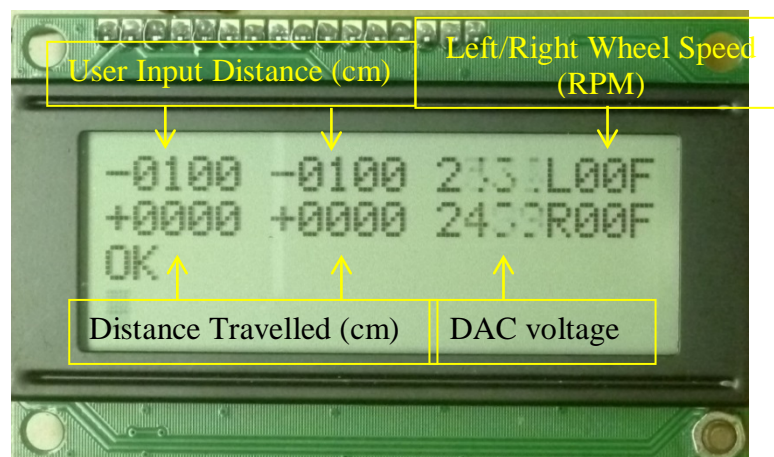 User Input Distance (cm)
Left/Right Wheel Speed
(RPM)
-0100 -0100 L00F
+0000 +0000 R00F
OK
Distance Travelled (cm)
DAC voltage